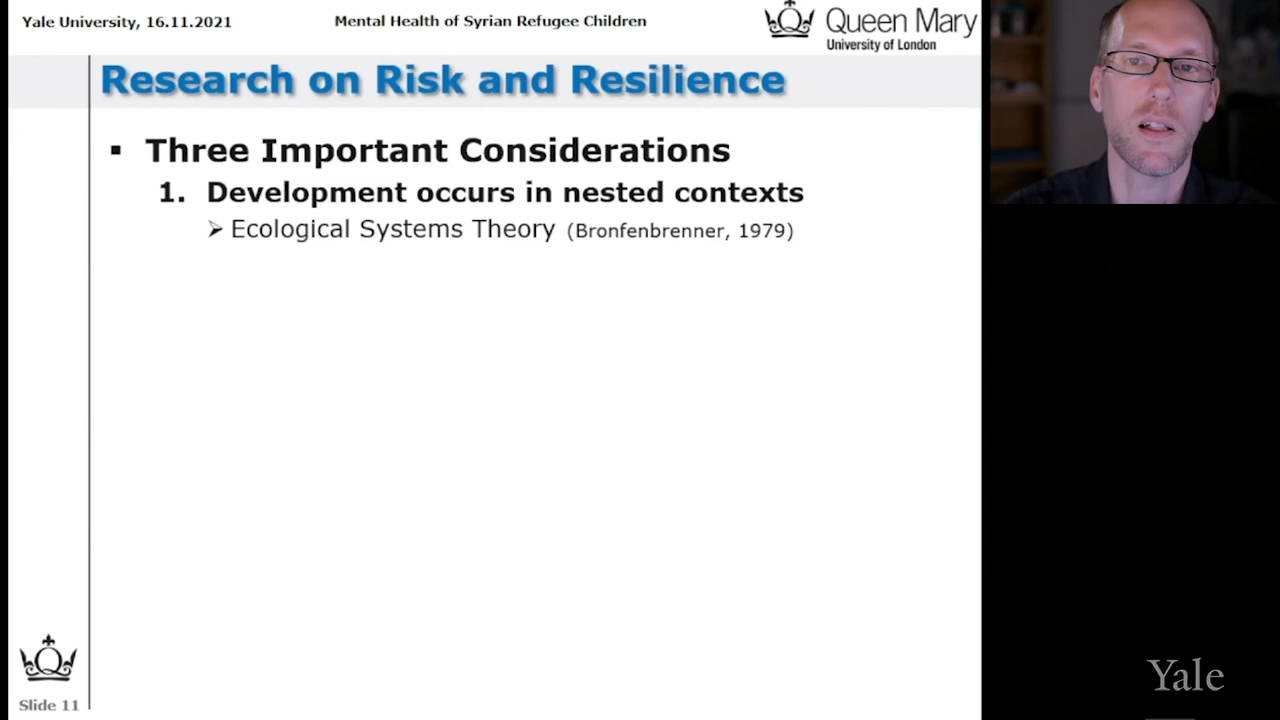 Yale University, 16.11.2021
Mental Health of Syrian Refugee Children
Queen Mary
University of London
Research on Risk and Resilience
▪ Three Important Considerations
1. Development occurs in nested contexts
➢ Ecological Systems Theory (Bronfenbrenner, 1979)
Slide 11
Yale